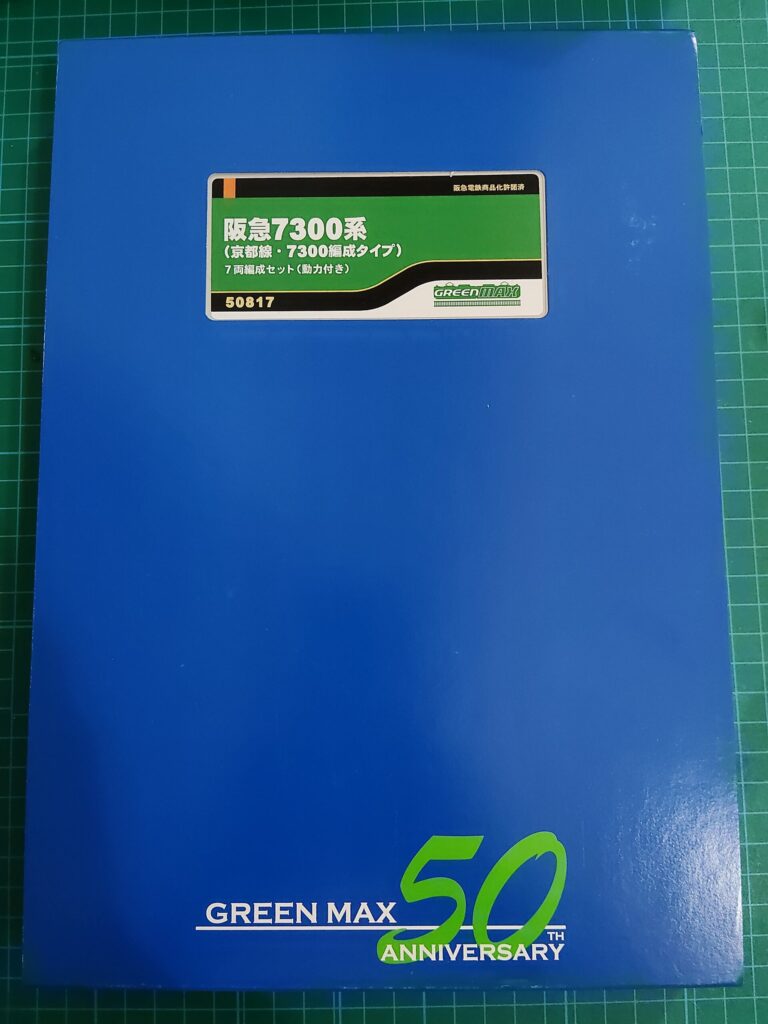 阪急電鉄商品化許諾済
阪急7300系
(京都線・7300編成タイプ)
7両編成セット(動力付き)
50817
GREENMAX
GREEN MAX 50TH
ANNIVERSARY